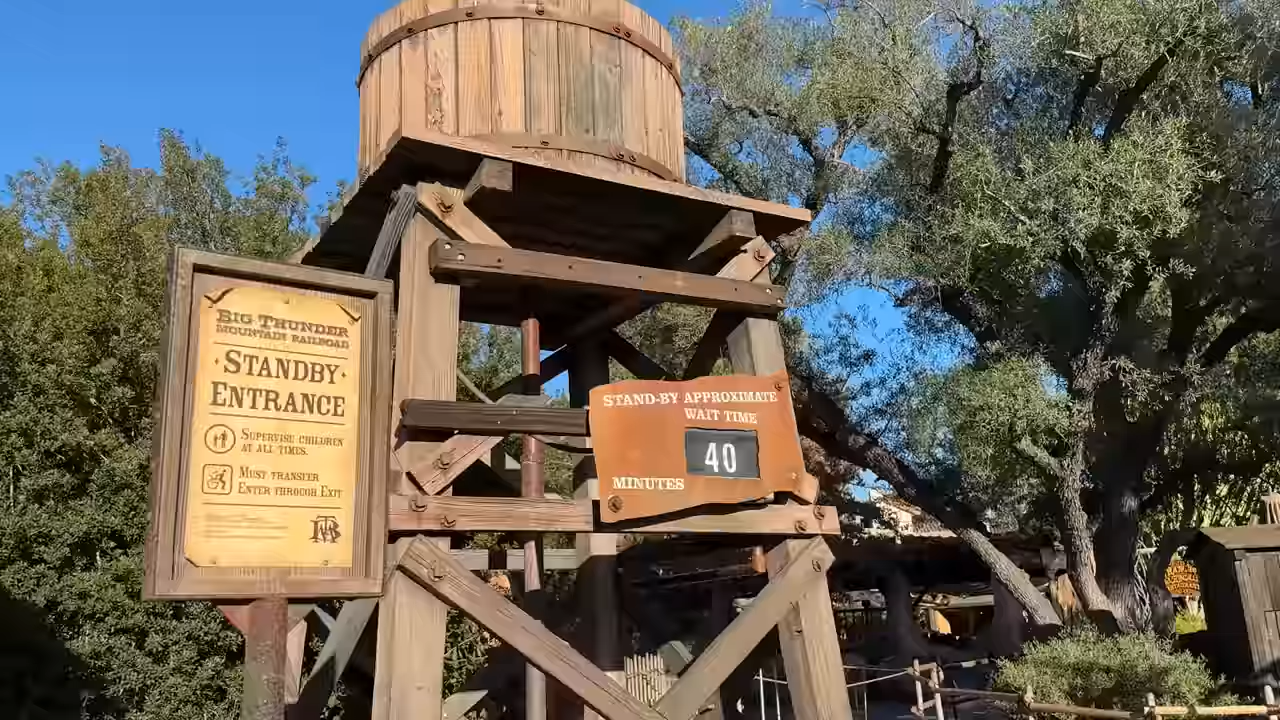 BIG THUNDER
MOUNTAIN RAILROAD
STANDBY
ENTRANCE
SUPERVISE CHILDREN
AT ALL TIMES.
MUST TRANSFER
ENTER THROUGH EXIT
STAND-BY APPROXIMATE
WAIT TIME
40
MINUTES